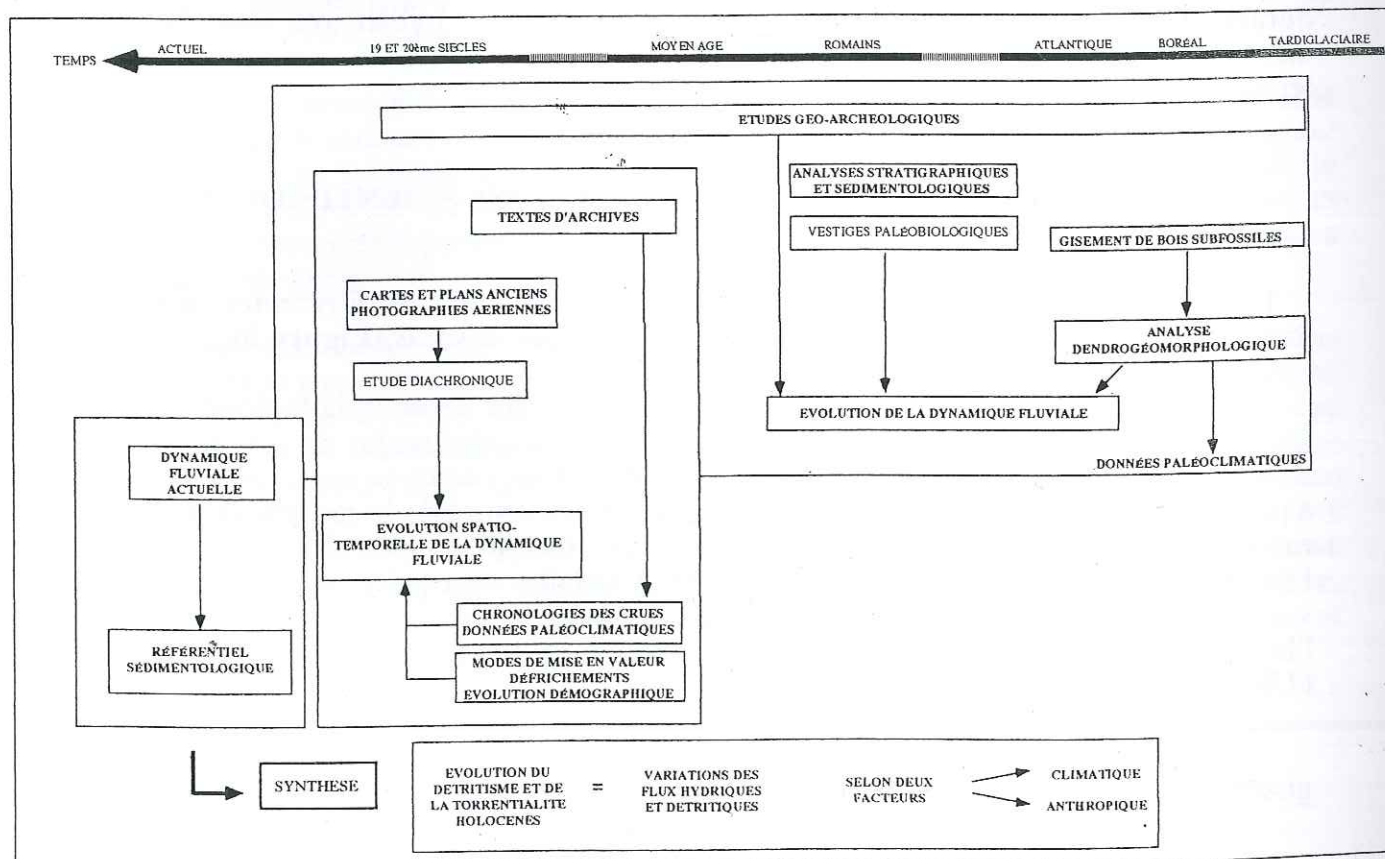 TEMPS
ACTUEL
19 ET 20ème SIECLES
MOYEN AGE
ROMAINS
ATLANTIQUE
BORÉAL
TARDIGLACIAIRE
ETUDES GEO-ARCHEOLOGIQUES
ANALYSES STRATIGRAPHIQUES
ET SEDIMENTOLOGIQUES
TEXTES D'ARCHIVES
VESTIGES PALÉOBIOLOGIQUES
GISEMENT DE BOIS SUBFOSSILES
CARTES ET PLANS ANCIENS
PHOTOGRAPHIES AERIENNES
ANALYSE
DENDROGÉOMORPHOLOGIQUE
ETUDE DIACHRONIQUE
EVOLUTION DE LA DYNAMIQUE FLUVIALE
DONNÉES PALÉOCLIMATIQUES
DYNAMIQUE
FLUVIALE
ACTUELLE
EVOLUTION SPATIO-
TEMPORELLE DE LA DYNAMIQUE
FLUVIALE
CHRONOLOGIES DES CRUES
DONNÉES PALÉOCLIMATIQUES
RÉFÉRENTIEL
SÉDIMENTOLOGIQUE
MODES DE MISE EN VALEUR
DÉFRICHEMENTS
EVOLUTION DÉMOGRAPHIQUE
SYNTHESE
EVOLUTION DU
DETRITISME ET DE
LA TORRENTIALITE
HOLOCENES
=
VARIATIONS DES
FLUX HYDRIQUES
ET DETRITIQUES
SELON DEUX
FACTEURS
CLIMATIQUE
ANTHROPIQUE